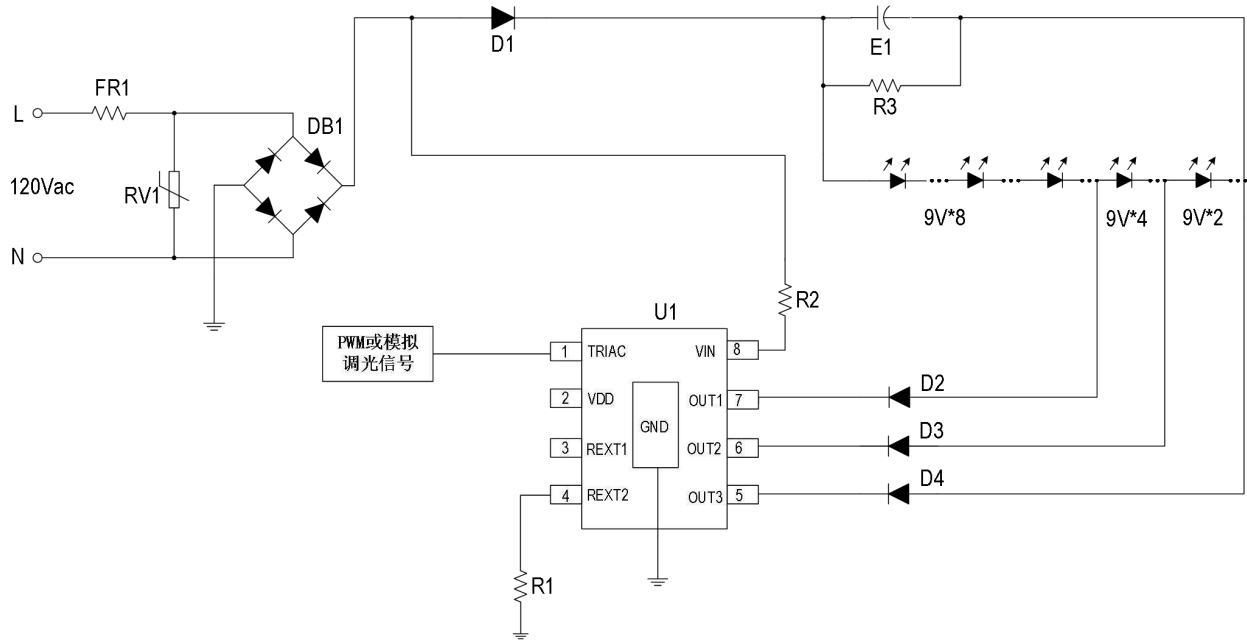 D1
E1
FR1
R3
L
DB1
120Vac
RV1
9V*8
9V*4
9V*2
N
R2
U1
PWM或模拟
调光信号
1
TRIAC
VIN
8
2
VDD
OUT1
7
D2
GND
3
REXT1
OUT2
6
D3
4
REXT2
OUT3
5
D4
R1